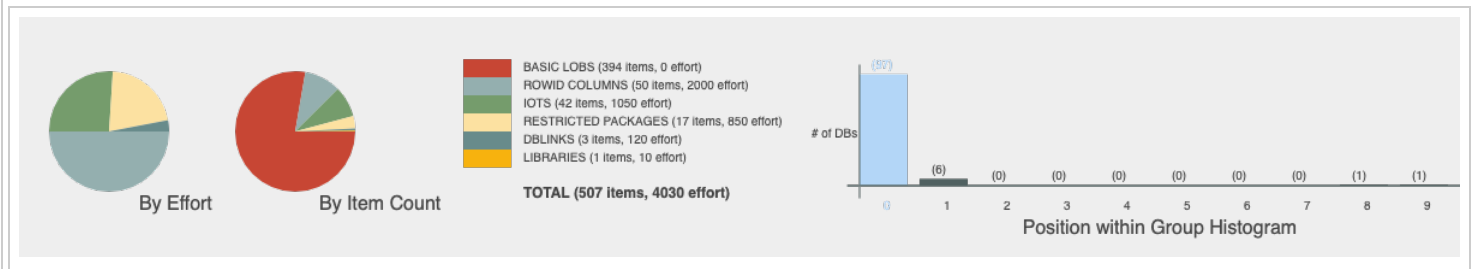 By Effort
By Item Count
BASIC LOBS (394 items, 0 effort)
ROWID COLUMNS (50 items, 2000 effort)
IOTS (42 items, 1050 effort)
RESTRICTED PACKAGES (17 items, 850 effort)
DBLINKS (3 items, 120 effort)
LIBRARIES (1 items, 10 effort)
TOTAL (507 items, 4030 effort)
# of DBs
(6) (0) (0) (0) (0) (0) (0) (1) (1)
1 2 3 4 5 6 7 8 9
Position within Group Histogram